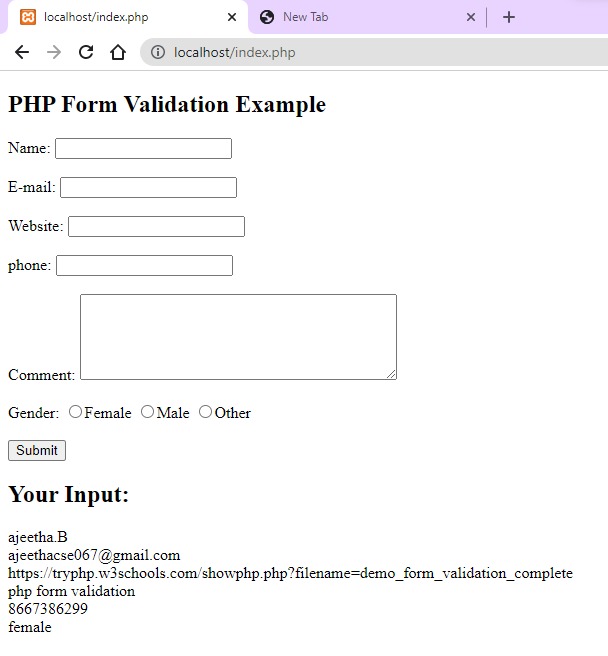 localhost/index.php
New Tab
localhost/index.php
PHP Form Validation Example
Name:
E-mail:
Website:
phone:
Comment:
Gender: Female Male Other
Submit
Your Input:
ajeetha.B
ajeethacse067@gmail.com
https://tryphp.w3schools.com/showphp.php?filename=demo_form_validation_complete
php form validation
8667386299
female